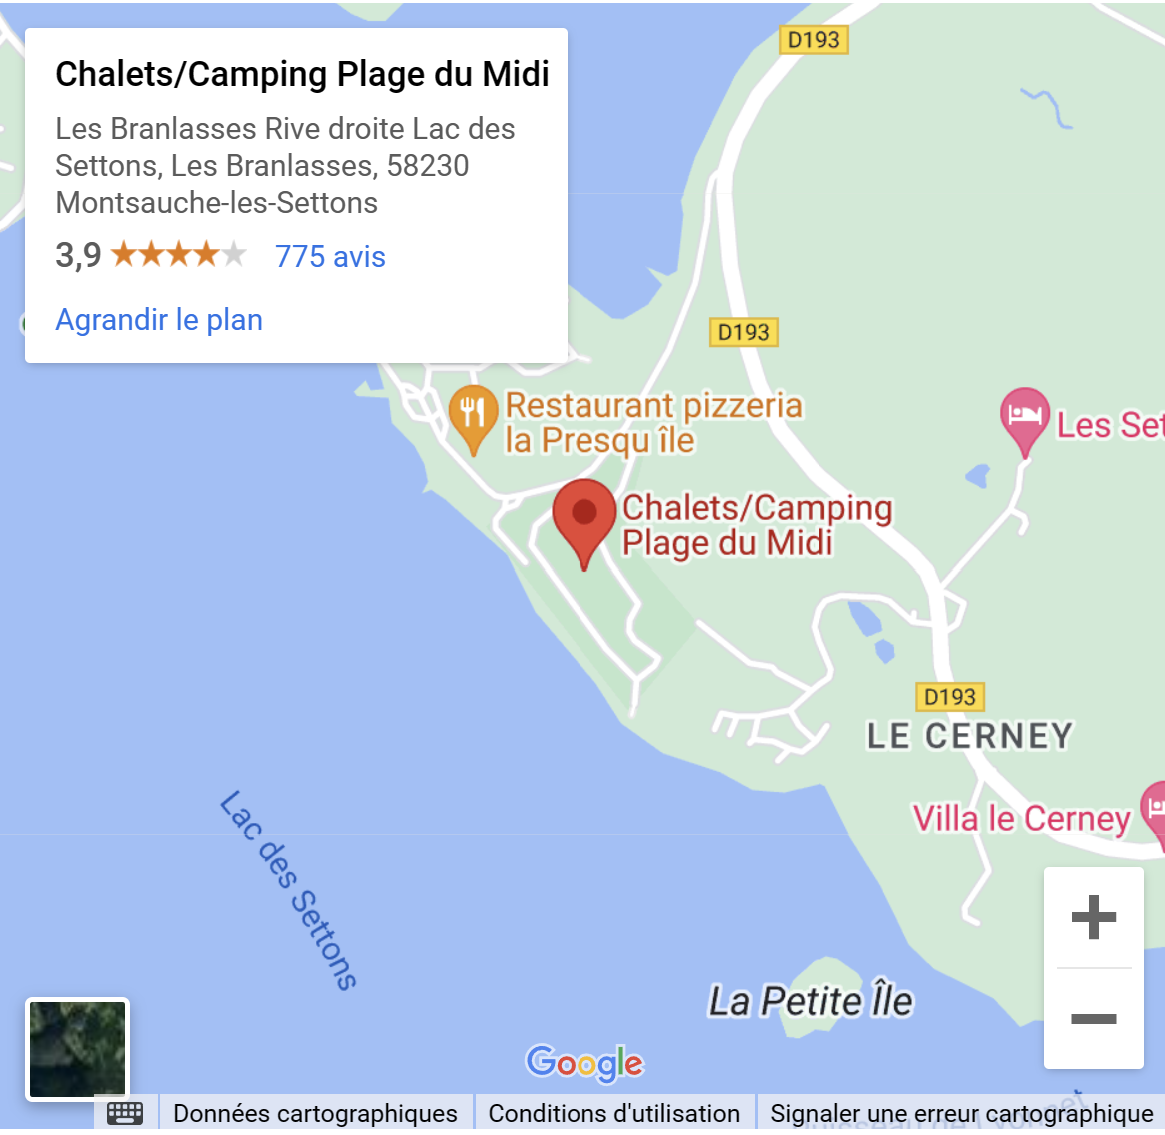 D193
Chalets/Camping Plage du Midi
Les Branlasses Rive droite Lac des
Settons, Les Branlasses, 58230
Montsauche-les-Settons
3,9
775 avis
Agrandir le plan
D193
Restaurant pizzeria
la Presqu île
Les Set
Chalets/Camping
Plage du Midi
D193
LE CERNEY
Villa le Cerney
Lac des Settons
La Petite Île
Google
Données cartographiques
Conditions d'utilisation
Signaler une erreur cartographique